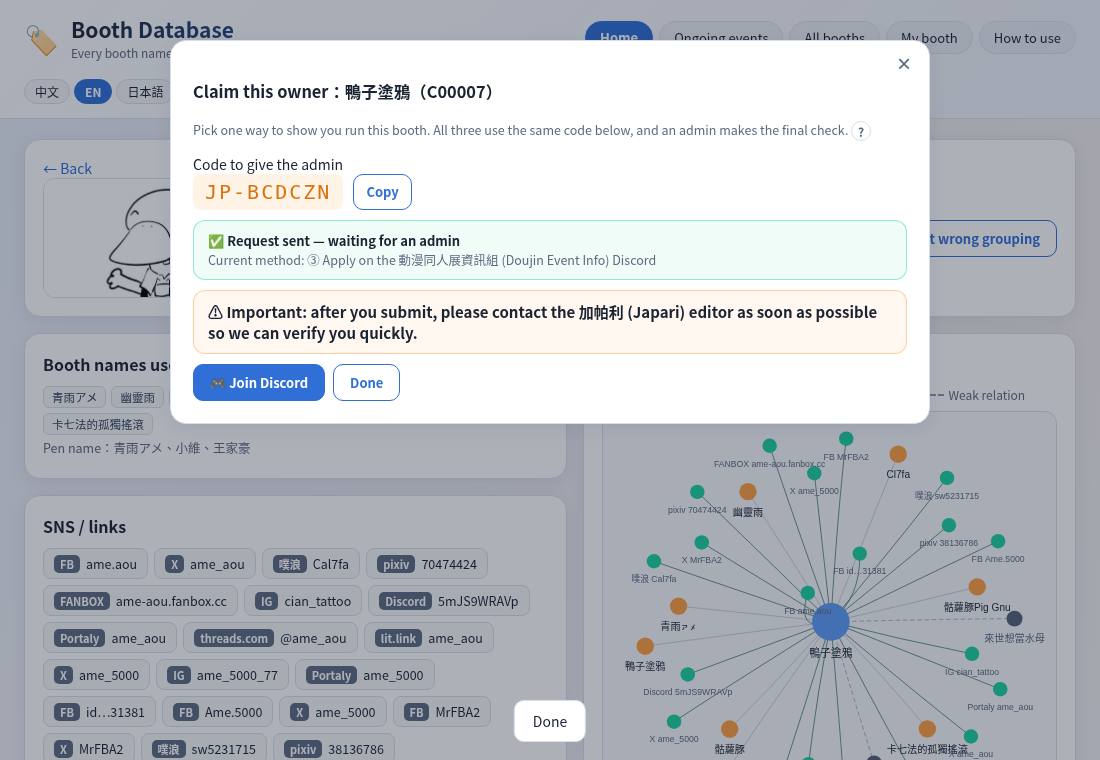 Booth Database
Every booth name
Home
Ongoing events
All booths
My booth
How to use
中文
EN
日本語
✕
Claim this owner：鴨子塗鴉（C00007）
Pick one way to show you run this booth. All three use the same code below, and an admin makes the final check. ?
Code to give the admin
JP-BCDCZN
Copy
✅ Request sent — waiting for an admin
Current method: ③ Apply on the 動漫同人展資訊組 (Doujin Event Info) Discord
⚠ Important: after you submit, please contact the 加帕利 (Japari) editor as soon as possible
so we can verify you quickly.
🎮 Join Discord
Done
← Back
t wrong grouping
Booth names us
青雨アメ
幽靈雨
卡七法的孤獨搖滾
Pen name：青雨アメ、小維、王家豪
SNS / links
FB ame.aou
X ame_aou
噗浪 Cal7fa
pixiv 70474424
FANBOX ame-aou.fanbox.cc
IG cian_tattoo
Discord 5mJS9WRAVp
Portaly ame_aou
threads.com @ame_aou
lit.link ame_aou
X ame_5000
IG ame_5000_77
Portaly ame_5000
FB id…31381
FB Ame.5000
X ame_5000
FB MrFBA2
X MrFBA2
噗浪 sw5231715
pixiv 38136786
Weak relation
FB MrFBA2
FANBOX ame-aou.fanbox.cc
Cl7fa
X ame_5000
噗浪 sw5231715
pixiv 70474424
幽靈雨
pixiv 38136786
X MrFBA2
FB Ame.5000
FB id…31381
噗浪 Cal7fa
FB ame.aou
骷蘿豚Pig Gnu
青雨アメ
來世想當水母
鴨子塗鴉
鴨子塗鴉
IG cian_tattoo
Discord 5mJS9WRAVp
Portaly ame_aou
X ame_5000
骷蘿豚
卡七法的孤獨搖滾
X ame_aou
Done